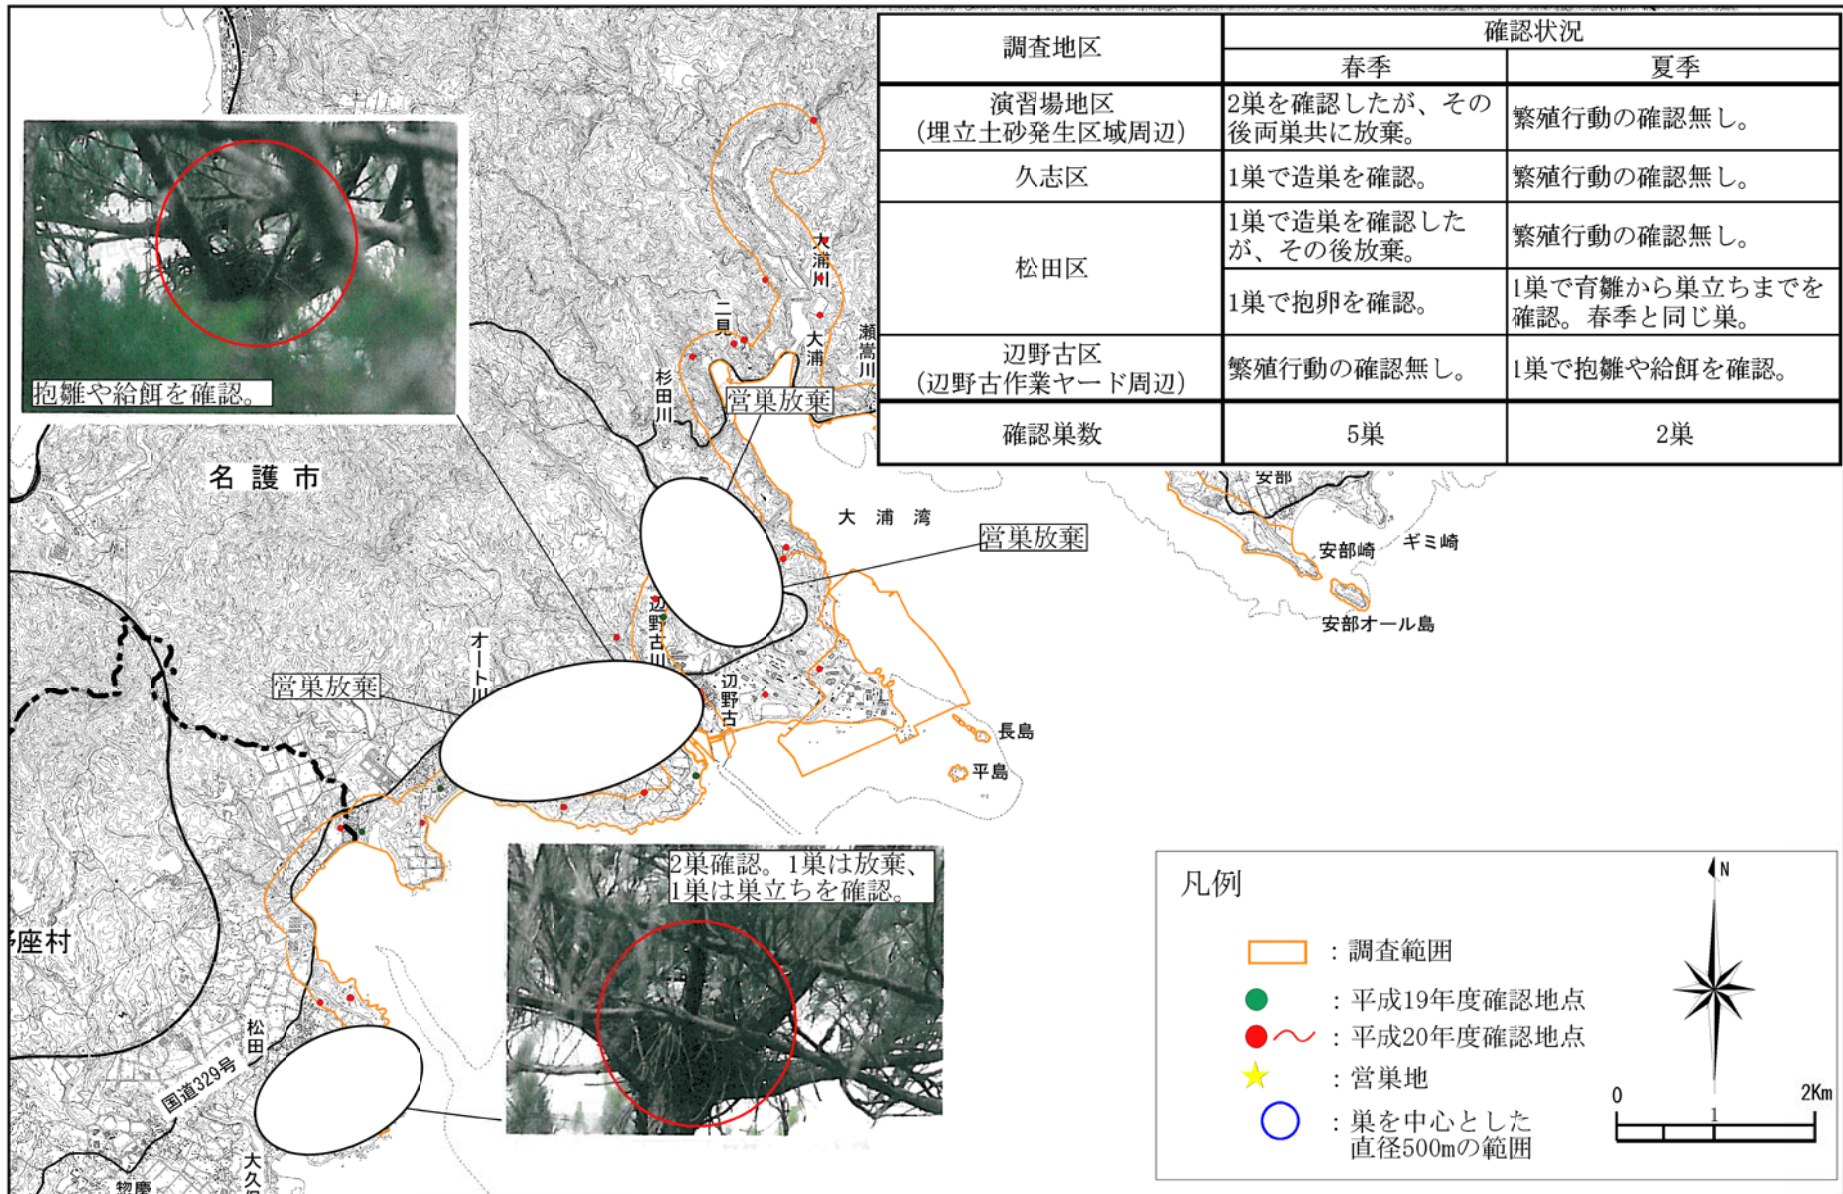 調査地区
確認状況
春季
夏季
演習場地区
(埋立土砂発生区域周辺)
2巣を確認したが、その
後両巣共に放棄。
繁殖行動の確認無し。
久志区
1巣で造巣を確認。
繁殖行動の確認無し。
松田区
1巣で造巣を確認した
が、その後放棄。
繁殖行動の確認無し。
1巣で抱卵を確認。
1巣で育雛から巣立ちまでを
確認。春季と同じ巣。
辺野古区
(辺野古作業ヤード周辺)
繁殖行動の確認無し。
1巣で抱雛や給餌を確認。
確認巣数
5巣
2巣
抱雛や給餌を確認。
大浦川
二見
大浦
瀬嵩川
杉田川
営巣放棄
名護市
大浦湾
営巣放棄
安部
安部崎
ギミ崎
安部オール島
辺野古川
オート川
営巣放棄
辺野古
長島
平島
2巣確認。1巣は放棄、
1巣は巣立ちを確認。
座村
松田
国道329号
惣慶
凡例
:調査範囲
:平成19年度確認地点
:平成20年度確認地点
:営巣地
:巣を中心とした
直径500mの範囲
N
0
1
2Km